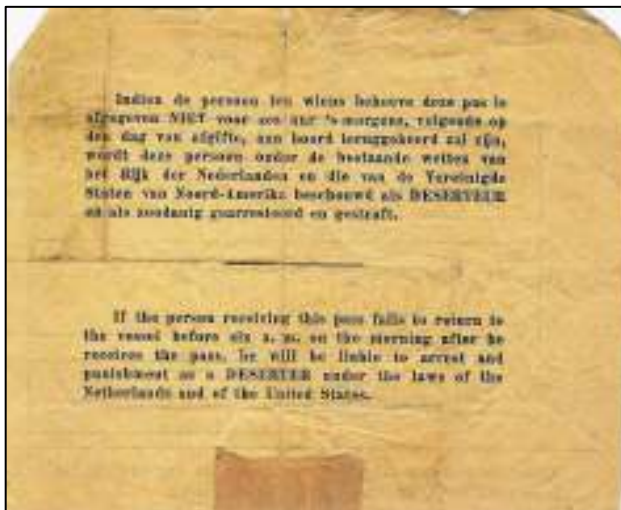 Indien de persoon ten wiens behoeve deze pas is
afgegeven NIET voor zes uur 's-morgens, volgende op
den dag van afgifte, aan boord teruggekeerd zal zijn,
wordt deze persoon onder de bestaande wetten van
het Rijk der Nederlanden en die van de Vereinigde
Staten van Noord-Amerika beschouwd als DESERTEUR
en als zoodanig gearresteerd en gestraft.
If the person receiving this pass fails to return to
the vessel before six a. m. on the morning after he
receives the pass, he will be liable to arrest and
punishment as a DESERTER under the laws of the
Netherlands and of the United States.